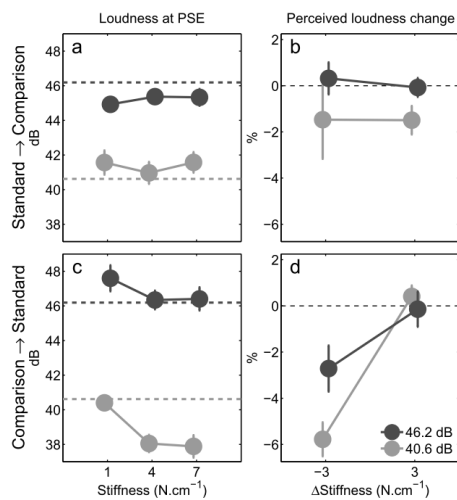 Loudness at PSE
Perceived loudness change
a
b
Standard → Comparison
dB
48
46
44
42
40
38
%
2
0
−2
−4
−6
c
d
Comparison → Standard
dB
48
46
44
42
40
38
%
2
0
−2
−4
−6
46.2 dB
40.6 dB
1
4
7
Stiffness (N.cm⁻¹)
−3
3
ΔStiffness (N.cm⁻¹)